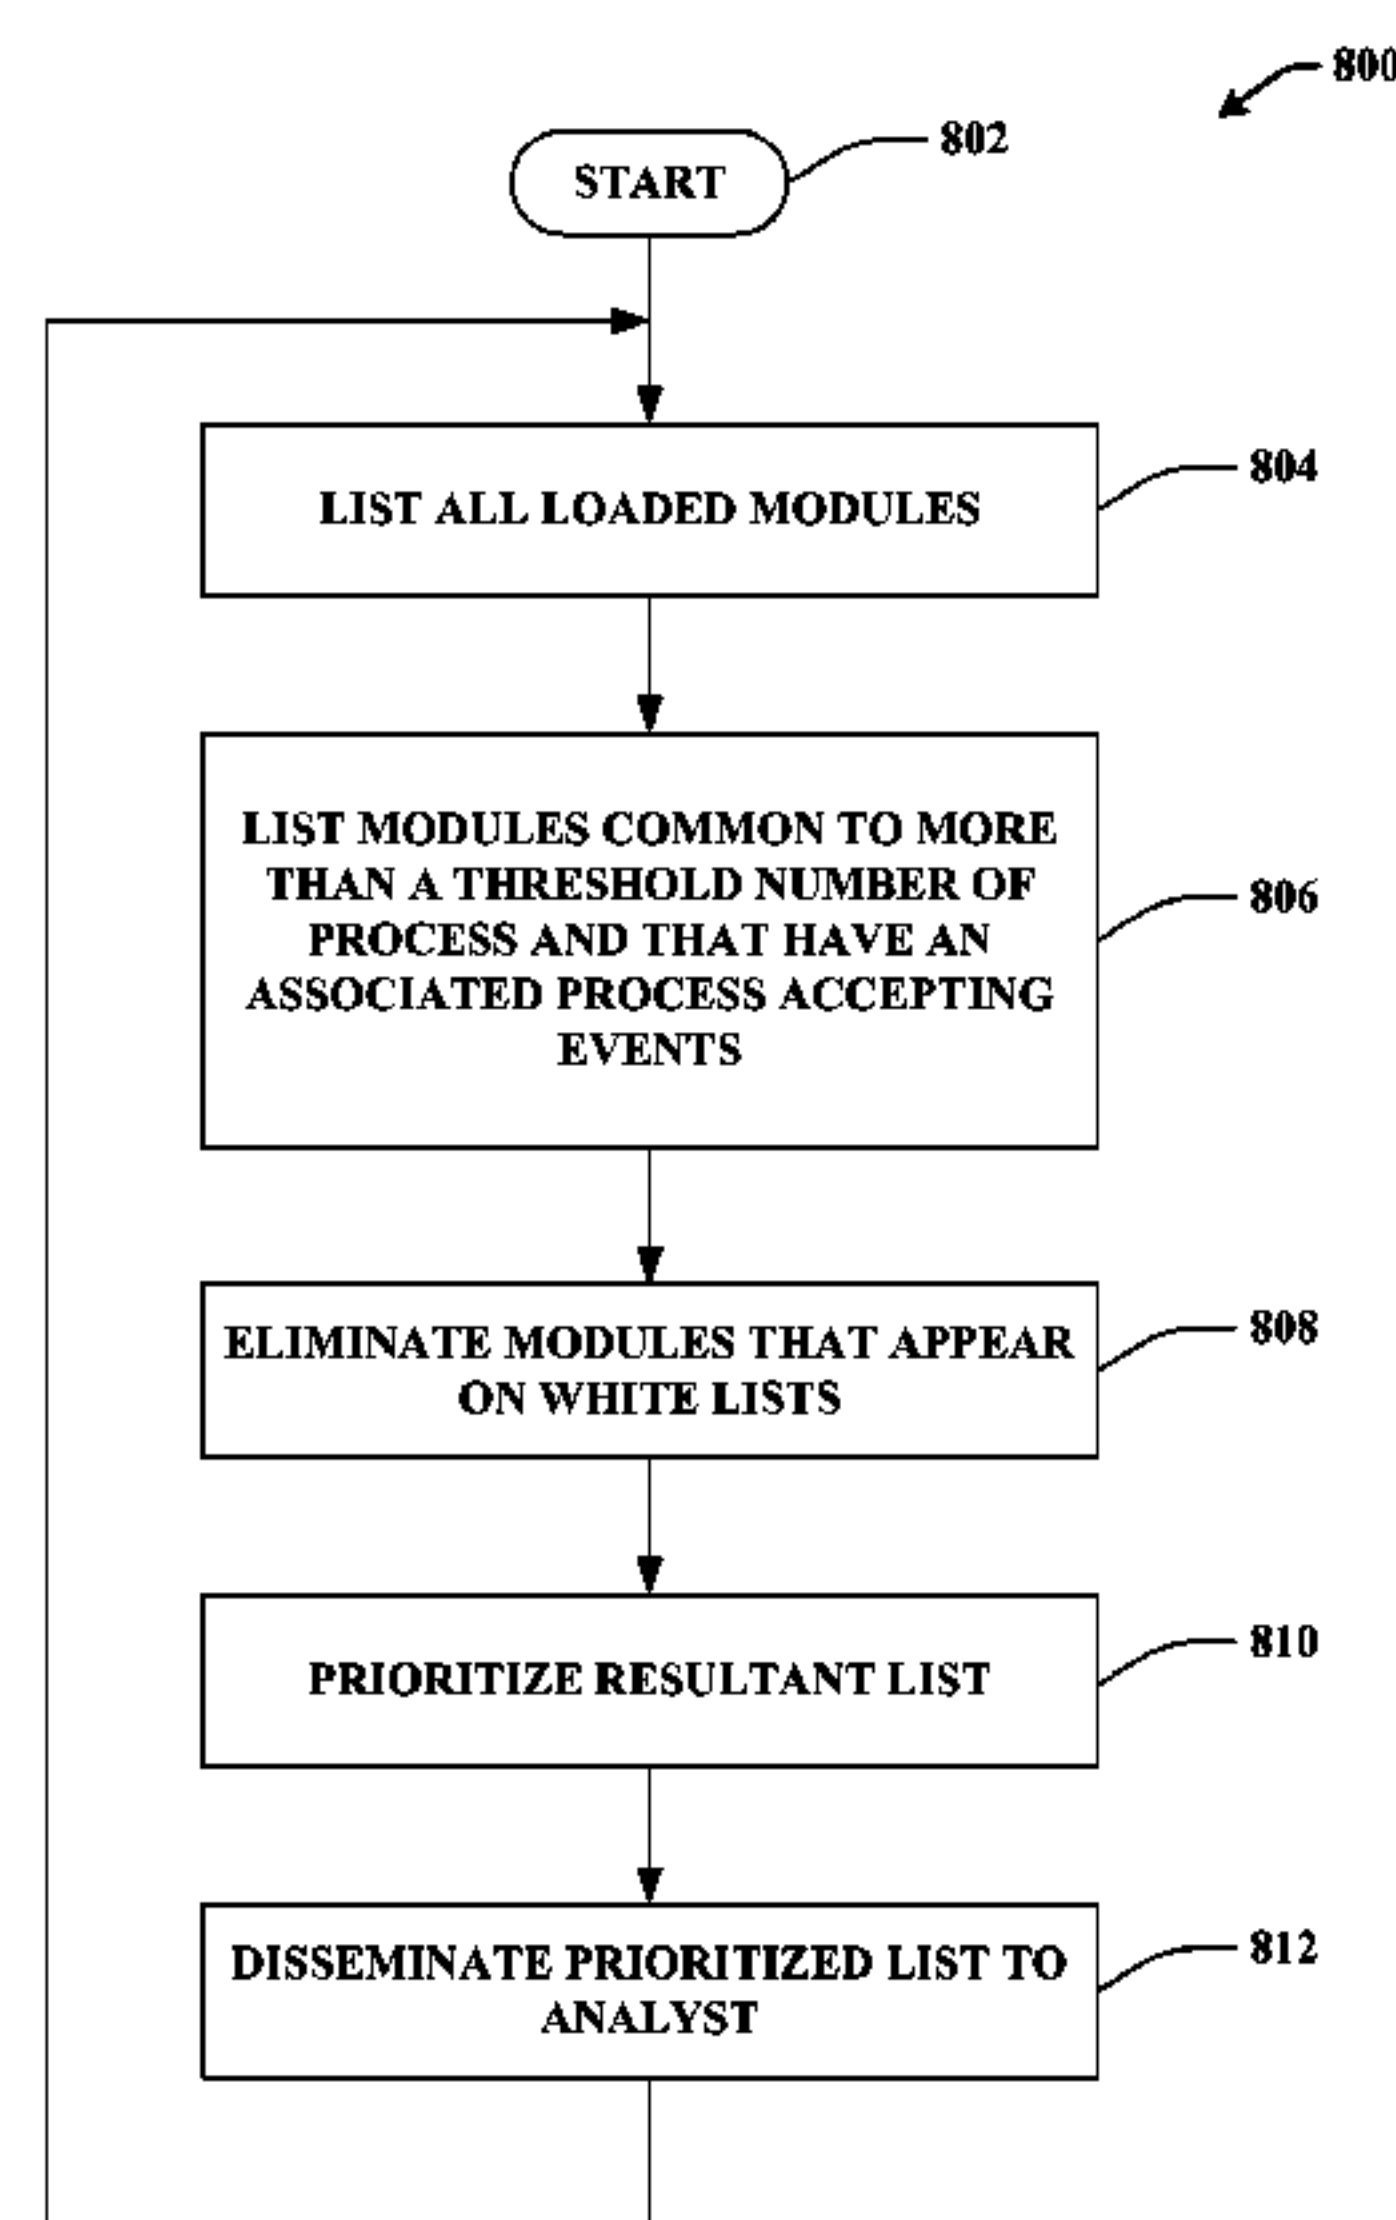 800
802
START
804
LIST ALL LOADED MODULES
LIST MODULES COMMON TO MORE
THAN A THRESHOLD NUMBER OF
PROCESS AND THAT HAVE AN
ASSOCIATED PROCESS ACCEPTING
EVENTS
806
808
ELIMINATE MODULES THAT APPEAR
ON WHITE LISTS
810
PRIORITIZE RESULTANT LIST
812
DISSEMINATE PRIORITIZED LIST TO
ANALYST